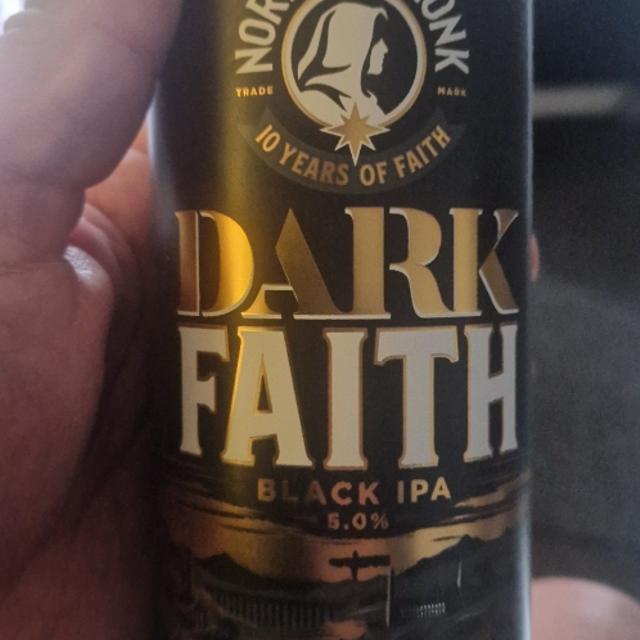 TRADE MARK
10 YEARS OF FAITH
DARK
FAITH
BLACK IPA
5.0%